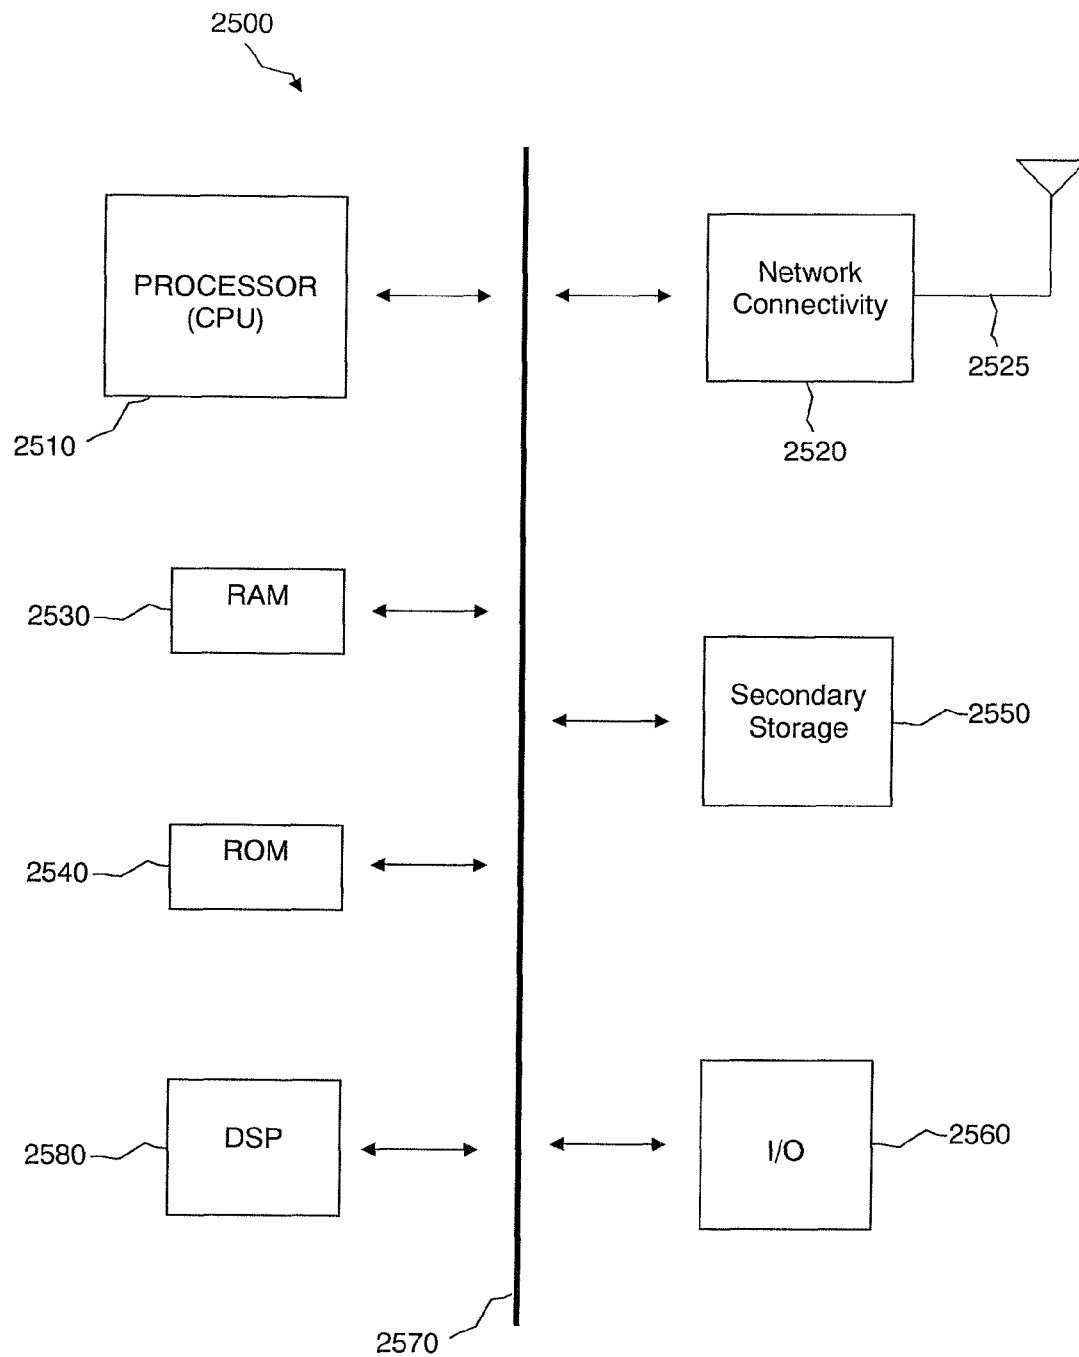 2500
PROCESSOR
(CPU)
2510
Network
Connectivity
2525
2520
RAM
2530
Secondary
Storage
2550
ROM
2540
DSP
2580
I/O
2560
2570